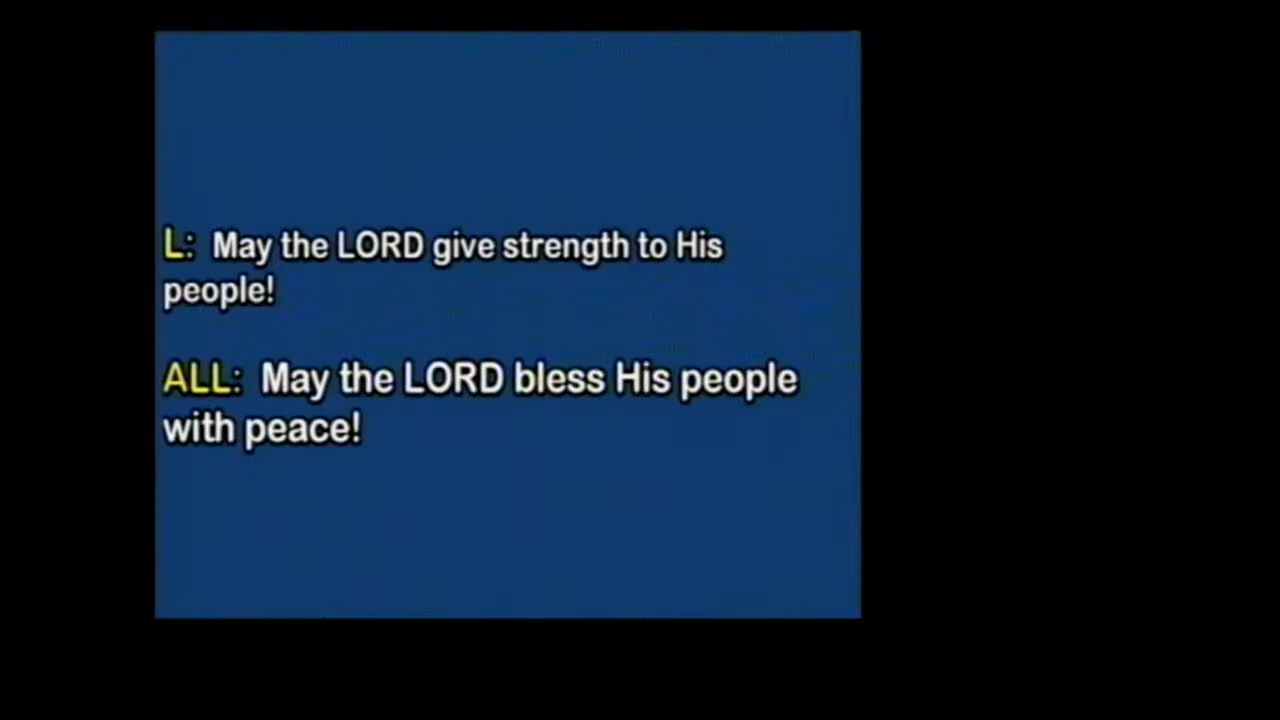 L: May the LORD give strength to His
people!
ALL: May the LORD bless His people
with peace!